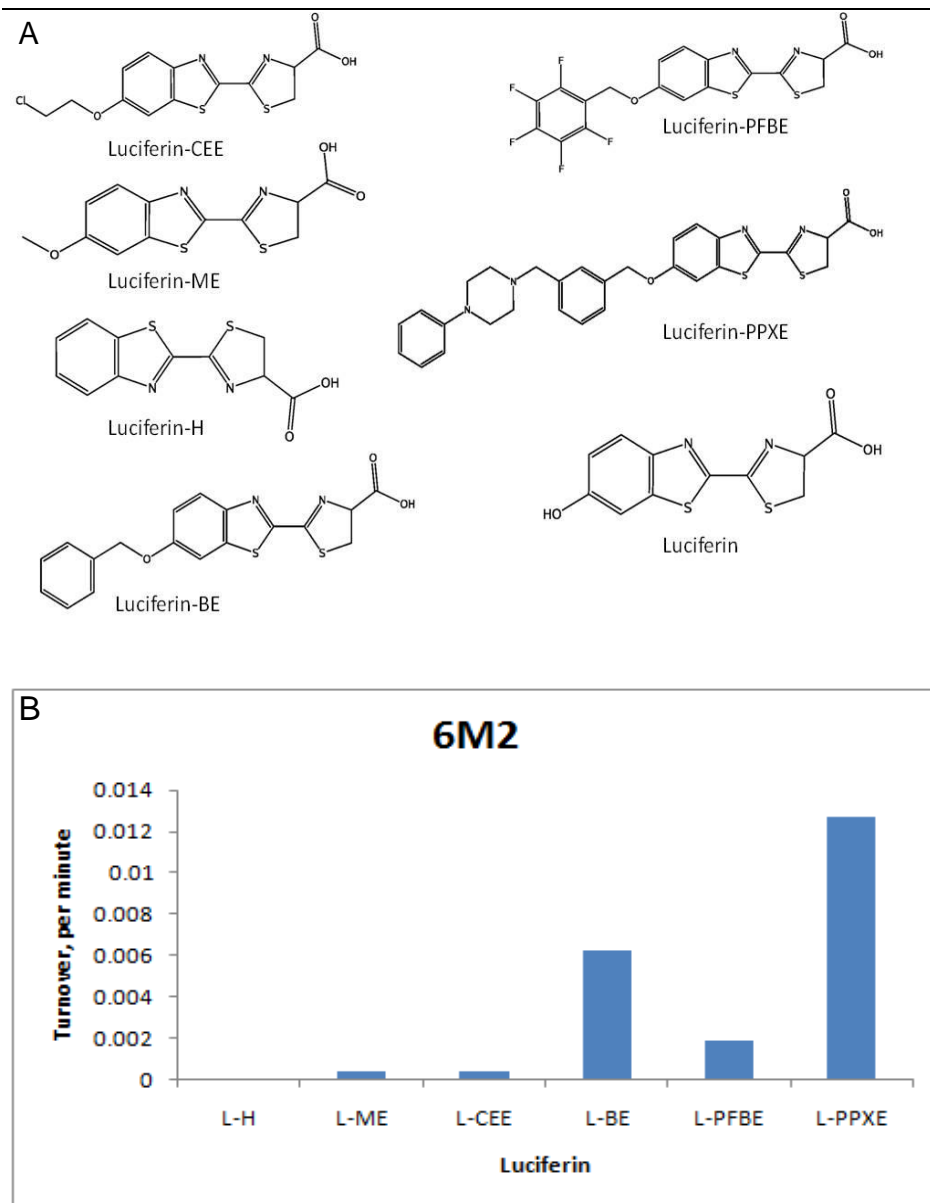 A
Cl
O
N
S
N
S
O
OH
Luciferin-CEE
F
F
F
F
F
O
N
S
N
S
O
OH
Luciferin-PFBE
O
N
S
N
S
OH
O
Luciferin-ME
N
N
O
N
S
N
S
O
OH
Luciferin-PPXE
S
N
S
N
OH
O
Luciferin-H
HO
N
S
N
S
O
OH
Luciferin
O
N
S
N
S
O
OH
Luciferin-BE
B
6M2
Turnover, per minute
0.014
0.012
0.01
0.008
0.006
0.004
0.002
0
L-H L-ME L-CEE L-BE L-PFBE L-PPXE
Luciferin